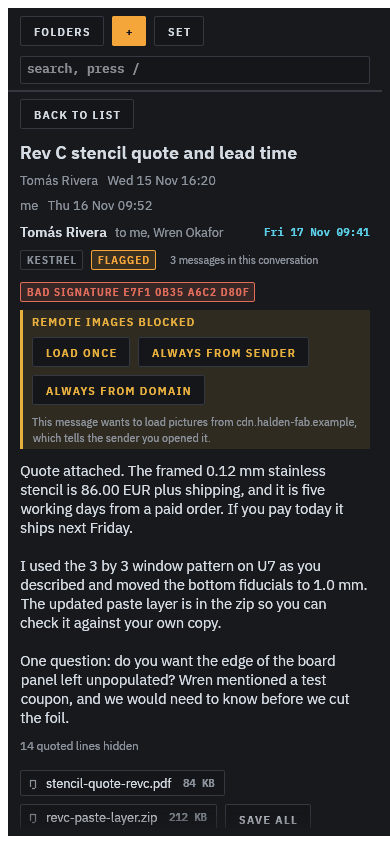 FOLDERS + SET
search, press /
BACK TO LIST
Rev C stencil quote and lead time
Tomás Rivera Wed 15 Nov 16:20
me Thu 16 Nov 09:52
Tomás Rivera to me, Wren Okafor Fri 17 Nov 09:41
KESTREL FLAGGED 3 messages in this conversation
BAD SIGNATURE E7F1 0B35 A6C2 D80F
REMOTE IMAGES BLOCKED
LOAD ONCE ALWAYS FROM SENDER
ALWAYS FROM DOMAIN
This message wants to load pictures from cdn.halden-fab.example,
which tells the sender you opened it.
Quote attached. The framed 0.12 mm stainless
stencil is 86.00 EUR plus shipping, and it is five
working days from a paid order. If you pay today it
ships next Friday.
I used the 3 by 3 window pattern on U7 as you
described and moved the bottom fiducials to 1.0 mm.
The updated paste layer is in the zip so you can
check it against your own copy.
One question: do you want the edge of the board
panel left unpopulated? Wren mentioned a test
coupon, and we would need to know before we cut
the foil.
14 quoted lines hidden
stencil-quote-revc.pdf 84 KB
revc-paste-layer.zip 212 KB SAVE ALL